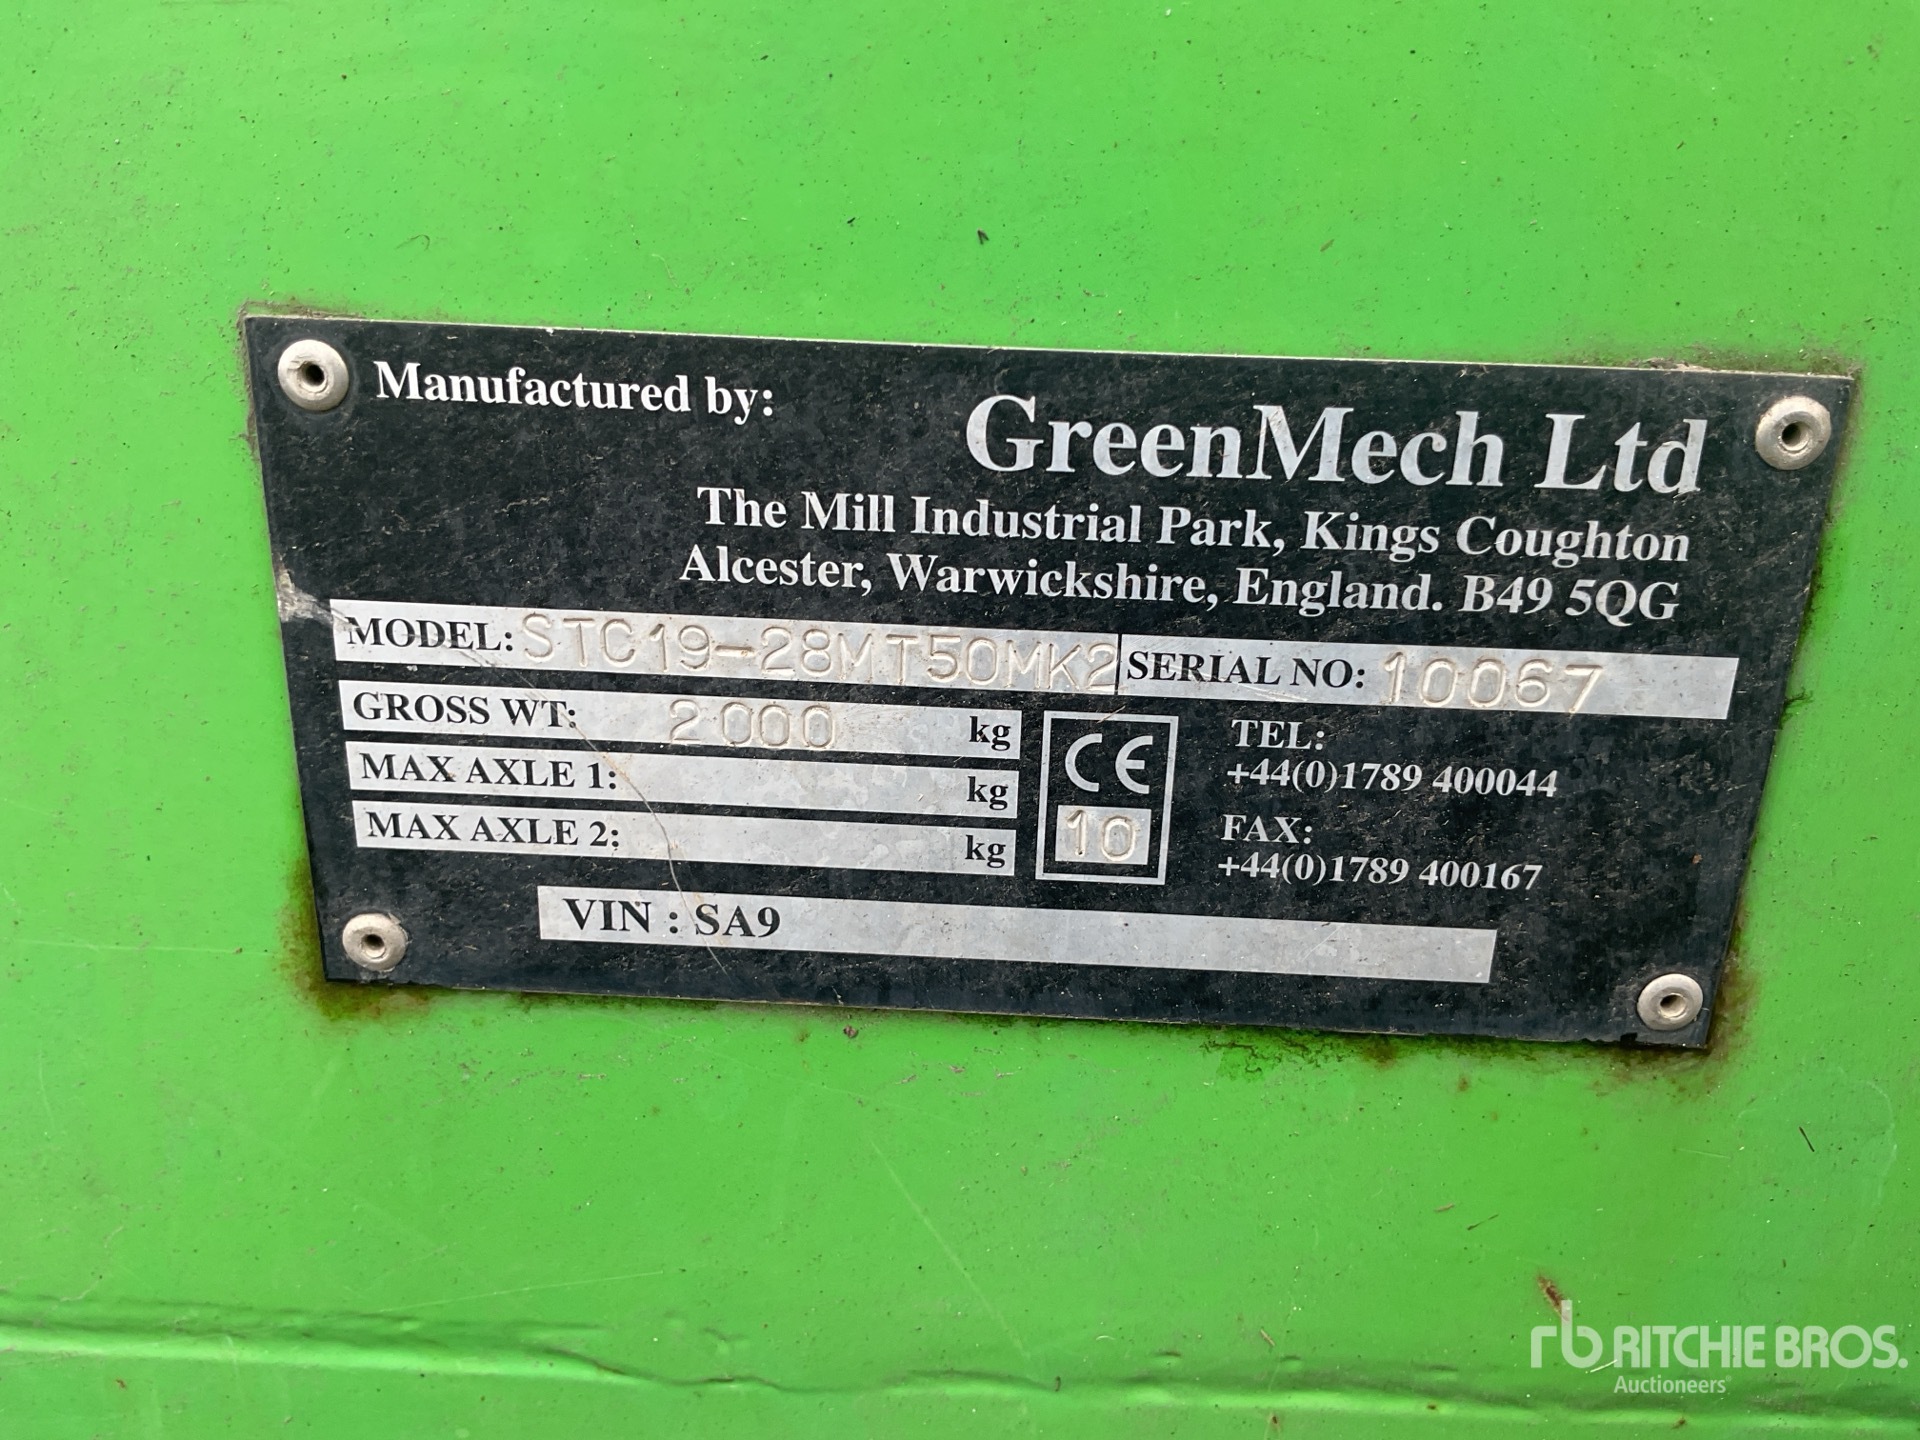 Manufactured by:
GreenMech Ltd
The Mill Industrial Park, Kings Coughton
Alcester, Warwickshire, England. B49 5QG
MODEL: STC19-28MT50MK2 SERIAL NO: 10067
GROSS WT: 2000 kg
MAX AXLE 1: kg
MAX AXLE 2: kg
CE
10
TEL:
+44(0)1789 400044
FAX:
+44(0)1789 400167
VIN : SA9
rb RITCHIE BROS.
Auctioneers